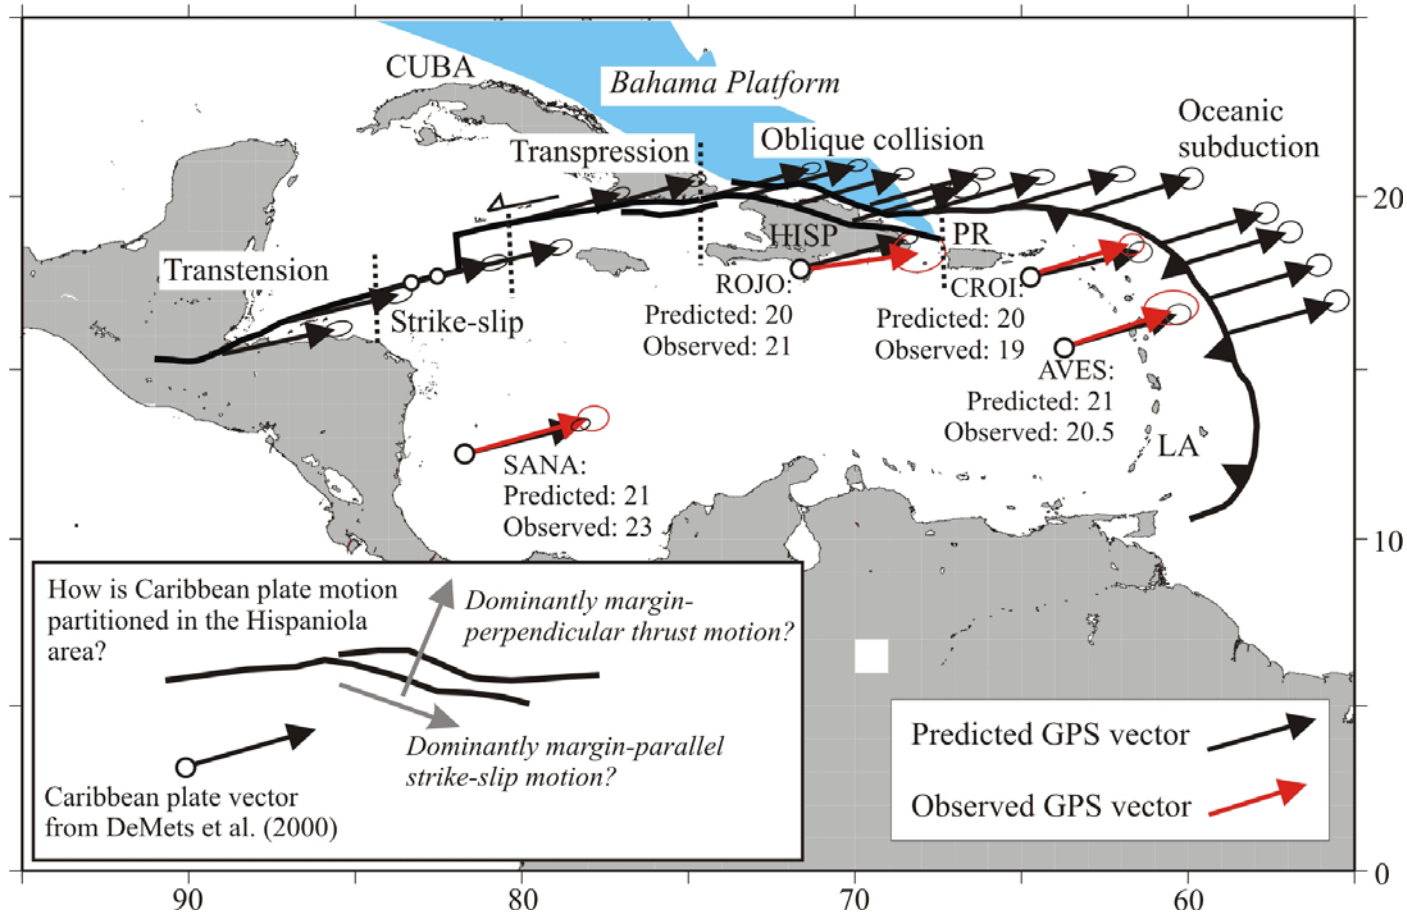 CUBA
Bahama Platform
Oceanic
subduction
Transpression
Oblique collision
20
HISP
PR
Transtension
Strike-slip
ROJO:
Predicted: 20
Observed: 21
CROI:
Predicted: 20
Observed: 19
AVES:
Predicted: 21
Observed: 20.5
LA
SANA:
Predicted: 21
Observed: 23
10
How is Caribbean plate motion
partitioned in the Hispaniola
area?
Dominantly margin-
perpendicular thrust motion?
Dominantly margin-parallel
strike-slip motion?
Caribbean plate vector
from DeMets et al. (2000)
Predicted GPS vector
Observed GPS vector
0
90
80
70
60